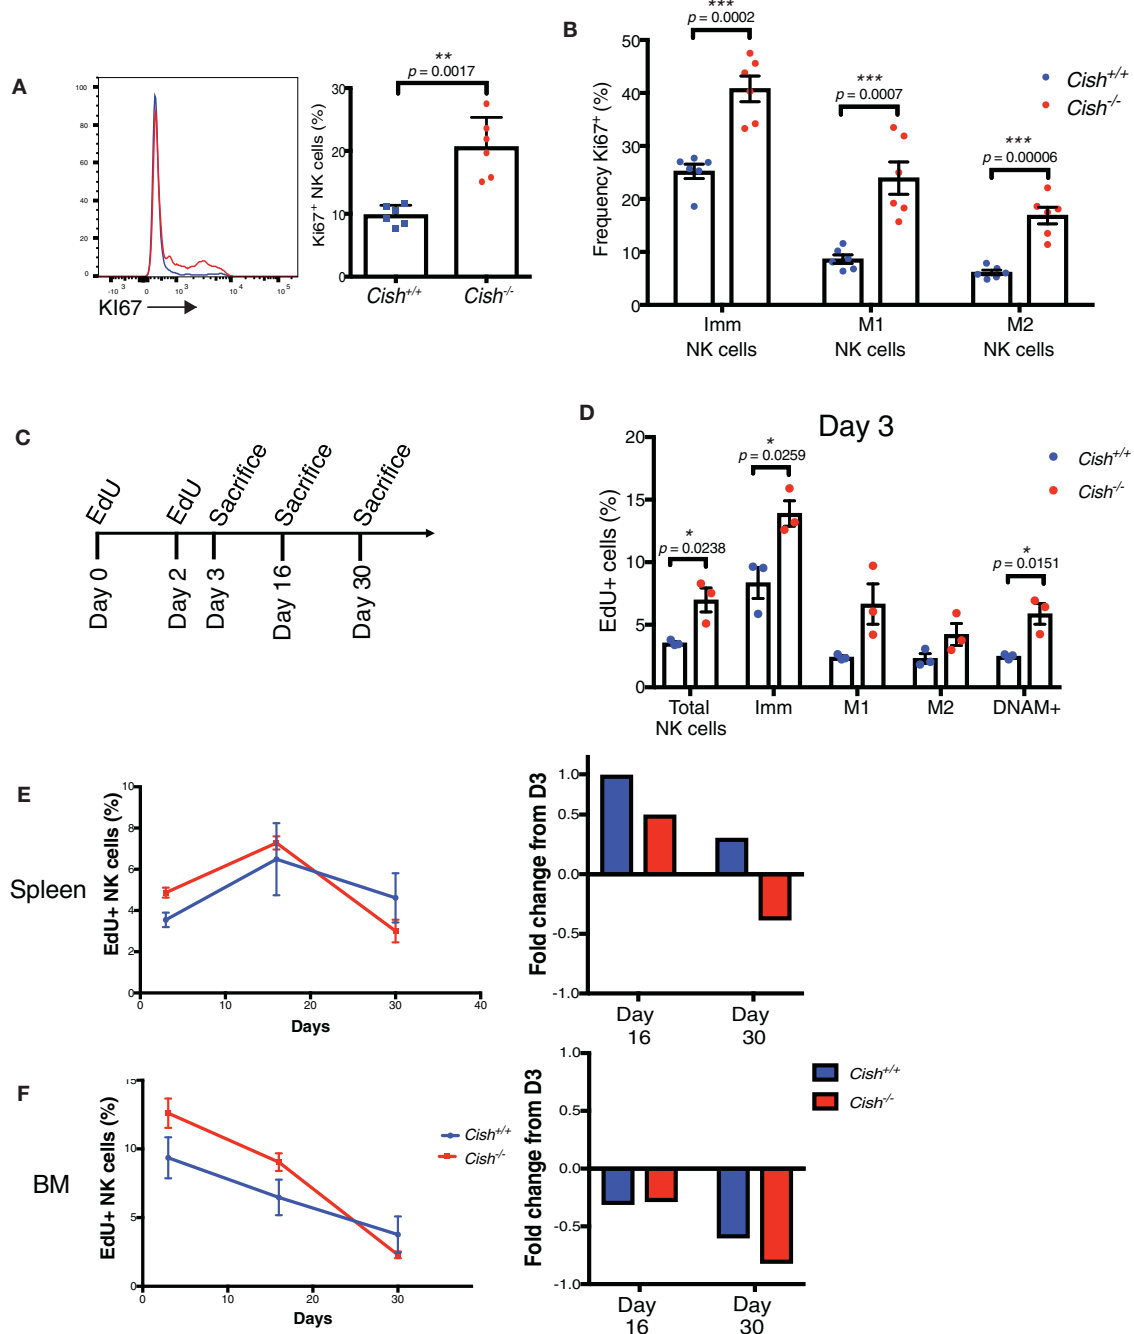 A
100
80
60
40
20
0
-10 3
0
10 3
10 4
10 5
KI67
**
p = 0.0017
Ki67+ NK cells (%)
30
20
10
0
Cish+/+
Cish-/-
B
***
p = 0.0002
***
p = 0.0007
***
p = 0.00006
Frequency Ki67+ (%)
50
40
30
20
10
0
Imm
NK cells
M1
NK cells
M2
NK cells
Cish+/+
Cish-/-
C
EdU
EdU
Sacrifice
Sacrifice
Sacrifice
Day 0
Day 2
Day 3
Day 16
Day 30
D
Day 3
EdU+ cells (%)
20
15
10
5
0
*
p = 0.0238
*
p = 0.0259
*
p = 0.0151
Total
NK cells
Imm
M1
M2
DNAM+
Cish+/+
Cish-/-
E
Spleen
EdU+ NK cells (%)
10
8
6
4
2
0
0
10
20
30
40
Days
Fold change from D3
1.0
0.5
0.0
-0.5
-1.0
Day
16
Day
30
F
BM
EdU+ NK cells (%)
15
10
5
0
0
10
20
30
Days
Cish+/+
Cish-/-
Fold change from D3
1.0
0.5
0.0
-0.5
-1.0
Day
16
Day
30
Cish+/+
Cish-/-